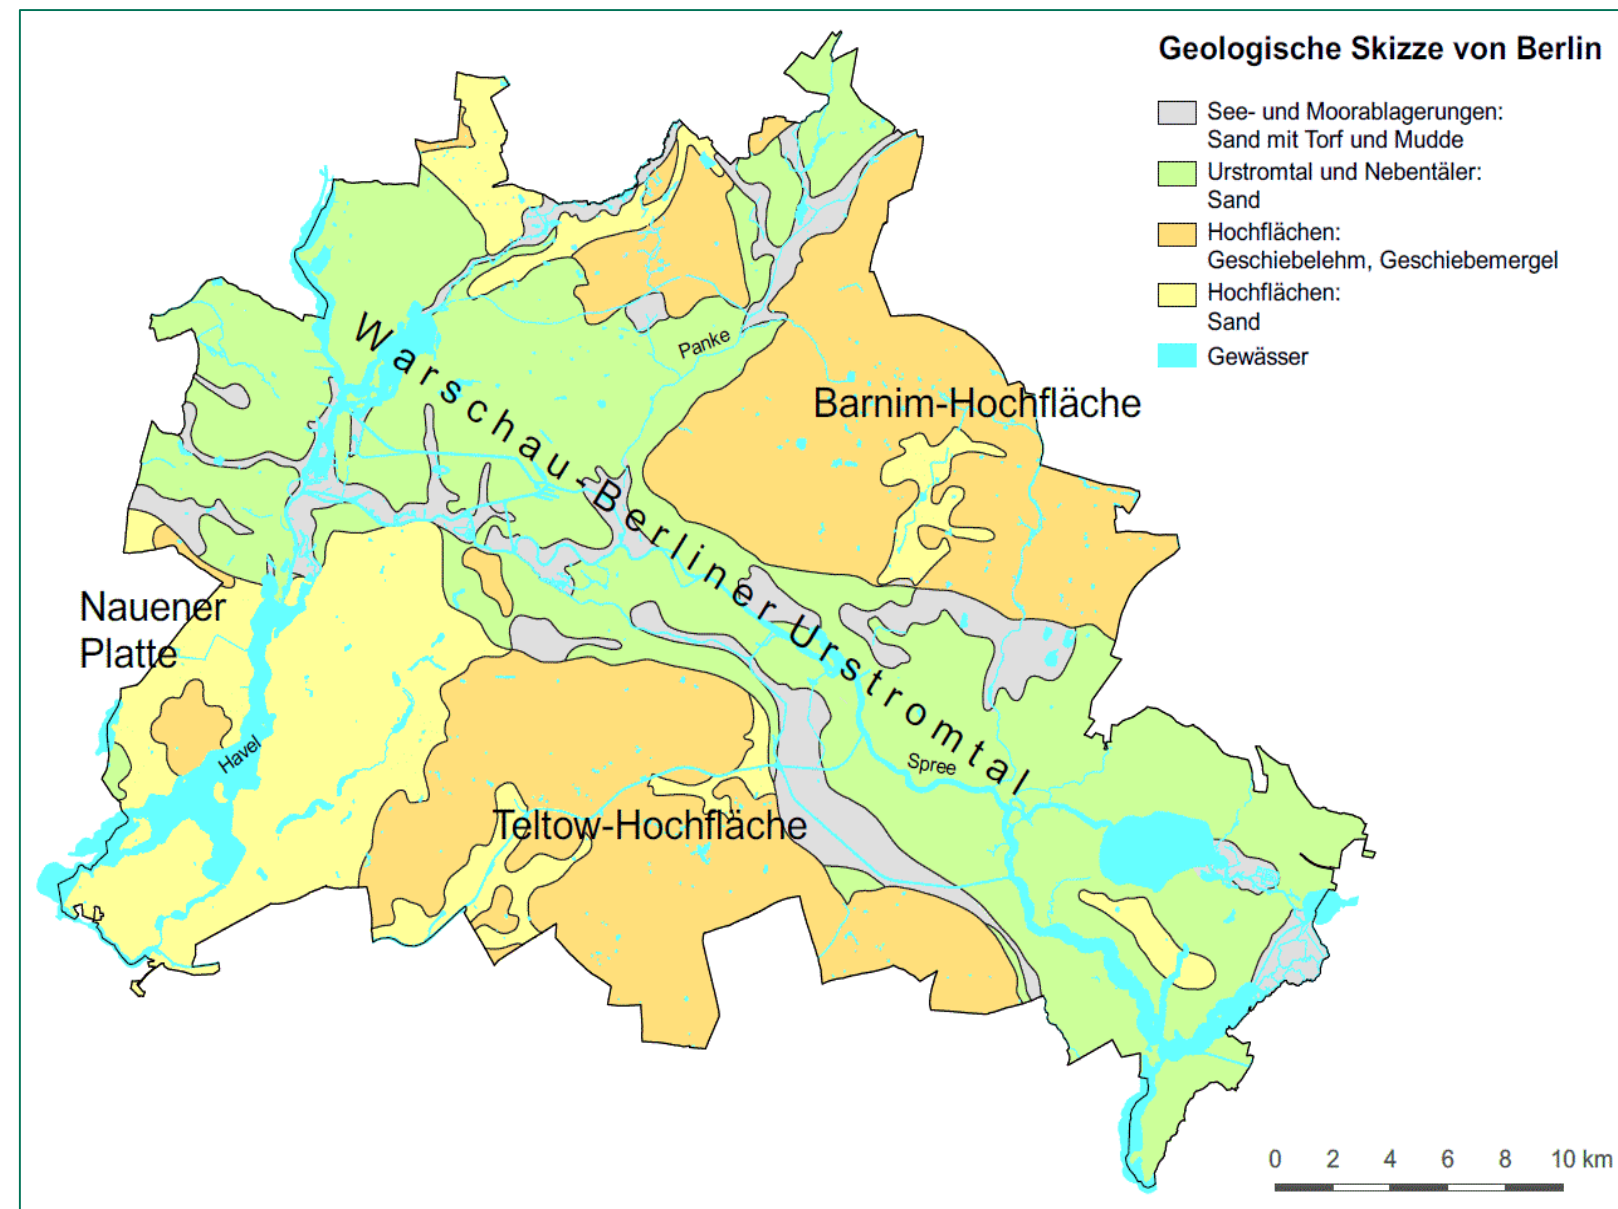 Geologische Skizze von Berlin
See- und Moorablagerungen:
Sand mit Torf und Mudde
Urstromtal und Nebentäler:
Sand
Hochflächen:
Geschiebelehm, Geschiebemergel
Hochflächen:
Sand
Gewässer
Warschau-Berliner Urstromtal
Panke
Barnim-Hochfläche
Nauener
Platte
Havel
Spree
Teltow-Hochfläche
0 2 4 6 8 10 km